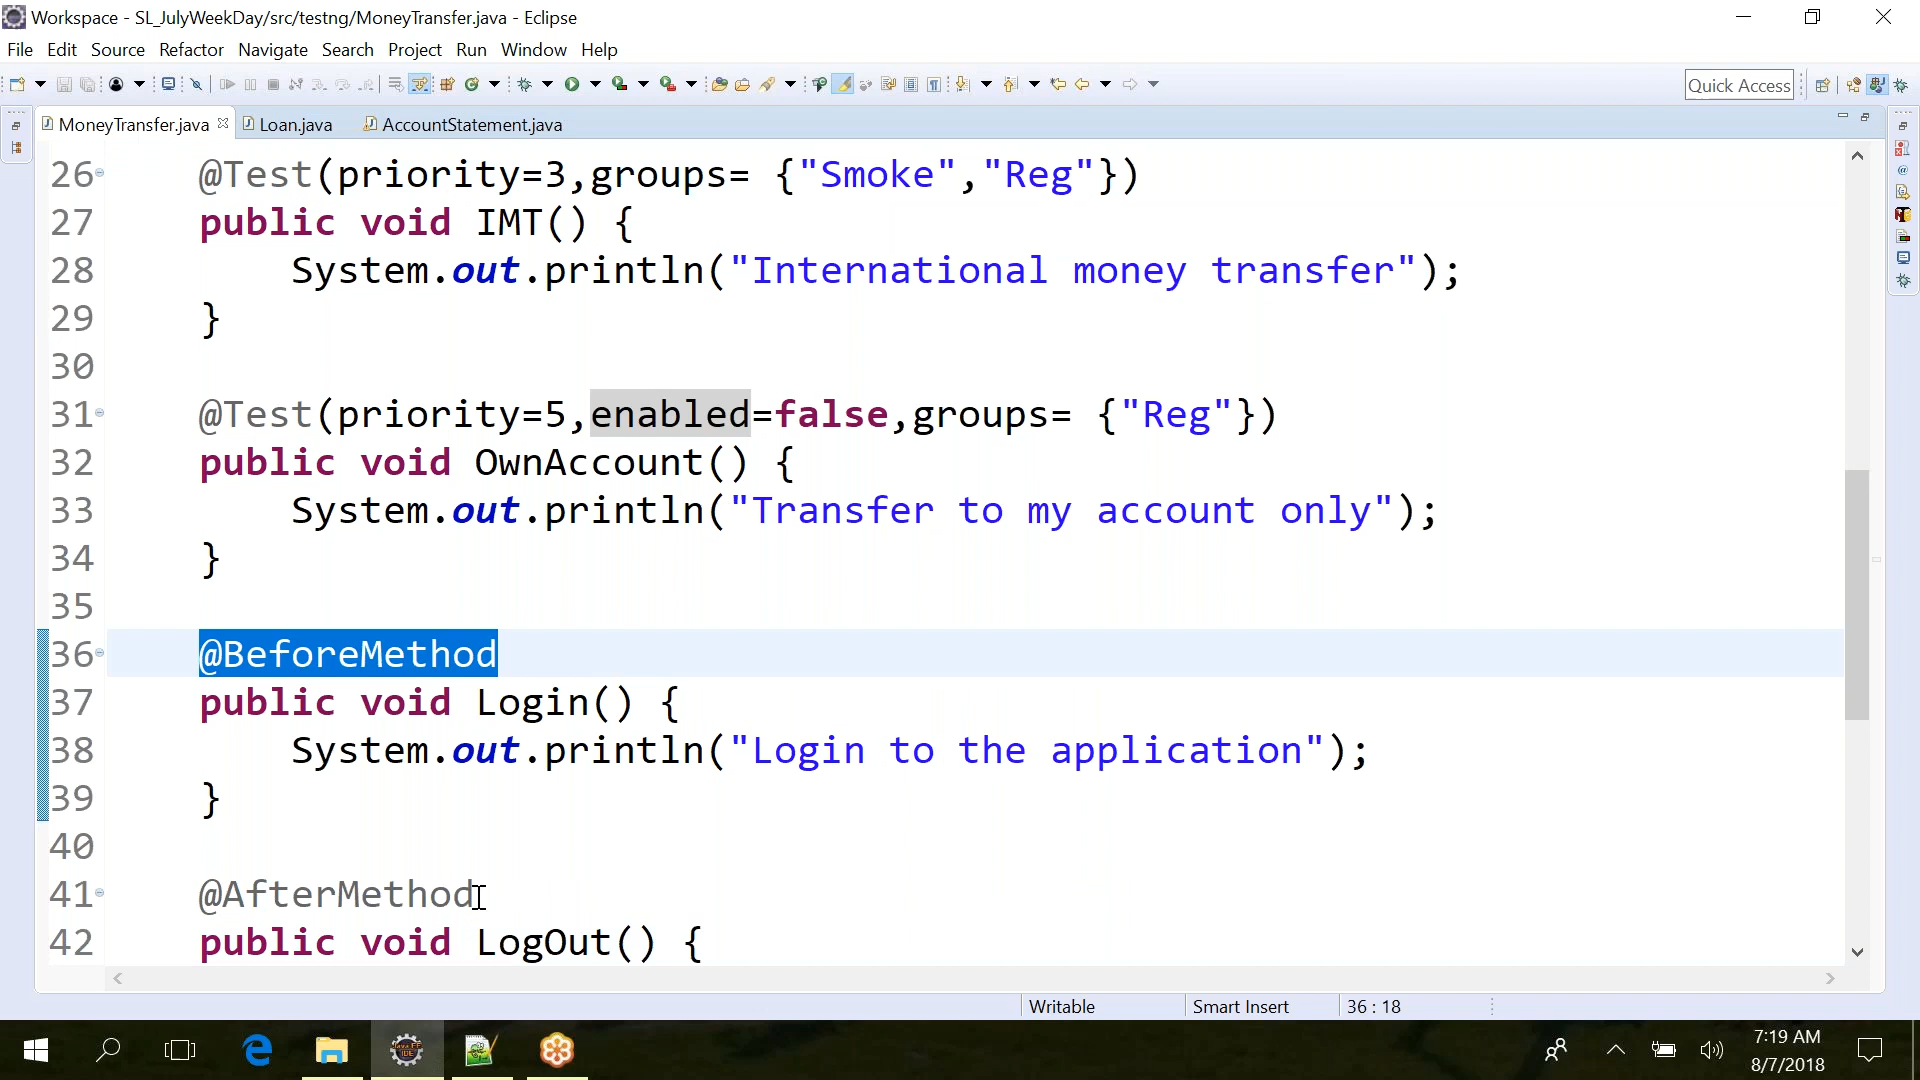 Workspace - SL_JulyWeekDay/src/testng/MoneyTransfer.java - Eclipse
File Edit Source Refactor Navigate Search Project Run Window Help
Quick Access
MoneyTransfer.java Loan.java AccountStatement.java
26 @Test(priority=3,groups= {"Smoke","Reg"})
27 public void IMT() {
28 System.out.println("International money transfer");
29 }
30
31 @Test(priority=5,enabled=false,groups= {"Reg"})
32 public void OwnAccount() {
33 System.out.println("Transfer to my account only");
34 }
35
36 @BeforeMethod
37 public void Login() {
38 System.out.println("Login to the application");
39 }
40
41 @AfterMethod
42 public void LogOut() {
Writable Smart Insert 36 : 18
7:19 AM
8/7/2018